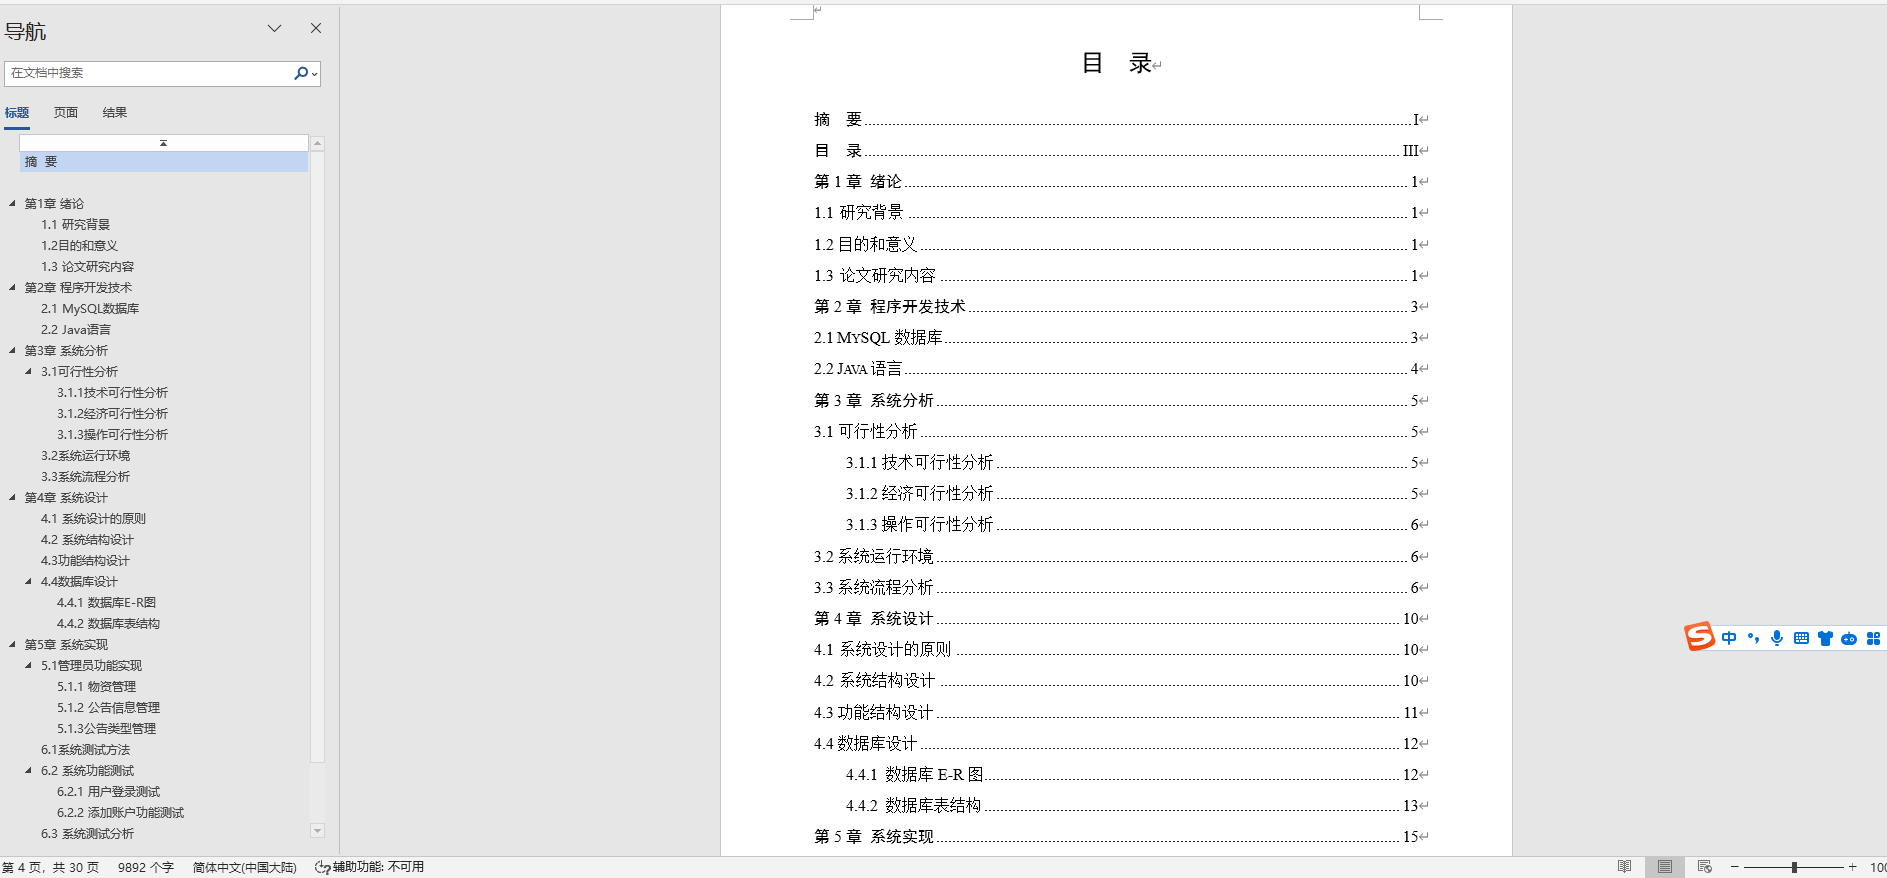 导航
在文档中搜索
标题 页面 结果
摘 要
第1章 绪论
1.1 研究背景
1.2目的和意义
1.3 论文研究内容
第2章 程序开发技术
2.1 MySQL数据库
2.2 Java语言
第3章 系统分析
3.1可行性分析
3.1.1技术可行性分析
3.1.2经济可行性分析
3.1.3操作可行性分析
3.2系统运行环境
3.3系统流程分析
第4章 系统设计
4.1 系统设计的原则
4.2 系统结构设计
4.3功能结构设计
4.4数据库设计
4.4.1 数据库E-R图
4.4.2 数据库表结构
第5章 系统实现
5.1管理员功能实现
5.1.1 物资管理
5.1.2 公告信息管理
5.1.3公告类型管理
6.1系统测试方法
6.2 系统功能测试
6.2.1 用户登录测试
6.2.2 添加账户功能测试
6.3 系统测试分析
目 录
摘 要 I
目 录 III
第 1 章 绪论 1
1.1 研究背景 1
1.2 目的和意义 1
1.3 论文研究内容 1
第 2 章 程序开发技术 3
2.1 MYSQL 数据库 3
2.2 JAVA 语言 4
第 3 章 系统分析 5
3.1 可行性分析 5
3.1.1 技术可行性分析 5
3.1.2 经济可行性分析 5
3.1.3 操作可行性分析 6
3.2 系统运行环境 6
3.3 系统流程分析 6
第 4 章 系统设计 10
4.1 系统设计的原则 10
4.2 系统结构设计 10
4.3 功能结构设计 11
4.4 数据库设计 12
4.4.1 数据库 E-R 图 12
4.4.2 数据库表结构 13
第 5 章 系统实现 15
S 中
第 4 页，共 30 页 9892 个字 简体中文(中国大陆) 辅助功能: 不可用 100